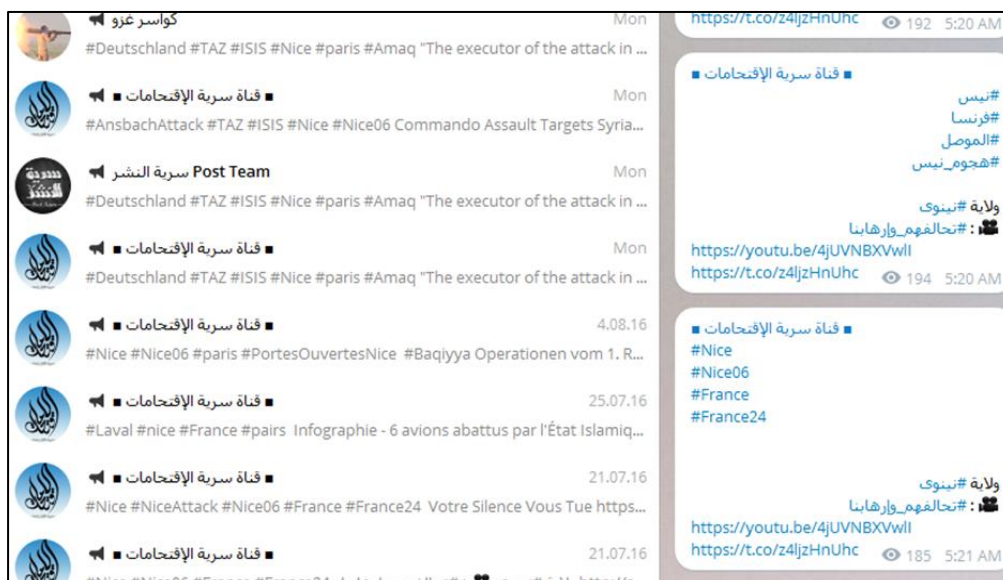 كواسر غزو
Mon
#Deutschland #TAZ #ISIS #Nice #paris #Amaq "The executor of the attack in ...
■ قناة سرية الإقتحامات ■
Mon
#AnsbachAttack #TAZ #ISIS #Nice #Nice06 Commando Assault Targets Syria...
سرية النشر Post Team
Mon
#Deutschland #TAZ #ISIS #Nice #paris #Amaq "The executor of the attack in ...
■ قناة سرية الإقتحامات ■
Mon
#Deutschland #TAZ #ISIS #Nice #paris #Amaq "The executor of the attack in ...
■ قناة سرية الإقتحامات ■
4.08.16
#Nice #Nice06 #paris #PortesOuvertesNice #Baqiyya Operationen vom 1. R...
■ قناة سرية الإقتحامات ■
25.07.16
#Laval #nice #France #pairs Infographie - 6 avions abattus par l'État Islamiq...
■ قناة سرية الإقتحامات ■
21.07.16
#Nice #NiceAttack #Nice06 #France #France24 Votre Silence Vous Tue https...
■ قناة سرية الإقتحامات ■
21.07.16
https://t.co/z4ljzHnUhc 192 5:20 AM
■ قناة سرية الإقتحامات ■
#نيس
#فرنسا
#الموصل
#هجوم_نيس
ولاية #نينوى
: #تحالفهم_وإرهابنا
https://youtu.be/4jUVNBXVwlI
https://t.co/z4ljzHnUhc 194 5:20 AM
■ قناة سرية الإقتحامات ■
#Nice
#Nice06
#France
#France24
ولاية #نينوى
: #تحالفهم_وإرهابنا
https://youtu.be/4jUVNBXVwlI
https://t.co/z4ljzHnUhc 185 5:21 AM